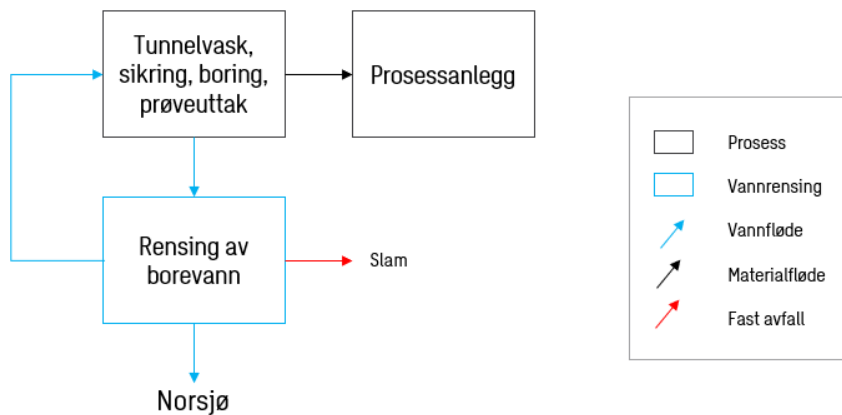 Tunnelvask,
sikring, boring,
prøveuttak
Prosessanlegg
Rensing av
borevann
Slam
Norsjø
Prosess
Vannrensing
Vannfløde
Materialfløde
Fast avfall